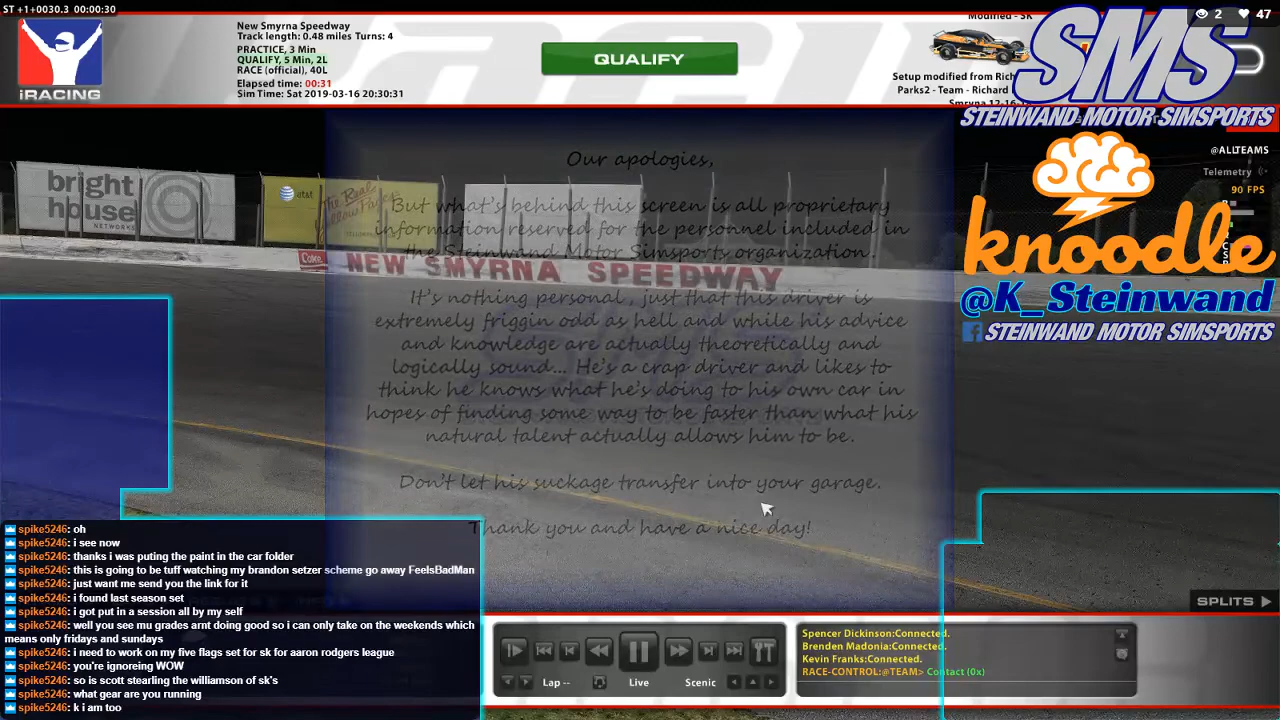 ST +1+0030.3 00:00:30
2 47
New Smyrna Speedway
Track length: 0.48 miles Turns: 4
PRACTICE, 3 Min
QUALIFY, 5 Min, 2L
RACE (official), 40L
Elapsed time: 00:31
Sim Time: Sat 2019-03-16 20:30:31
iRACING
QUALIFY
Modified - SK
Setup modified from Rich
Parks2 - Team - Richard
Smyrna 12-16-
SMS
STEINWAND MOTOR SIMSPORTS
@ALLTEAMS
Telemetry
90 FPS
knoodle
@K_Steinwand
STEINWAND MOTOR SIMSPORTS
bright
house
NETWORKS
at&t
The Real
Yellow Pages
Coke
NEW SMYRNA SPEEDWAY
Our apologies,
But what's behind this screen is all proprietary
information reserved for the personnel included in
the Steinwand Motor Simsports organization.
It's nothing personal, just that this driver is
extremely friggin odd as hell and while his advice
and knowledge are actually theoretically and
logically sound... He's a crap driver and likes to
think he knows what he's doing to his own car in
hopes of finding some way to be faster than what his
natural talent actually allows him to be.
Don't let his suckage transfer into your garage.
Thank you and have a nice day!
spike5246: oh
spike5246: i see now
spike5246: thanks i was puting the paint in the car folder
spike5246: this is going to be tuff watching my brandon setzer scheme go away FeelsBadMan
spike5246: just want me send you the link for it
spike5246: i found last season set
spike5246: i got put in a session all by my self
spike5246: well you see mu grades arnt doing good so i can only take on the weekends which
means only fridays and sundays
spike5246: i need to work on my five flags set for sk for aaron rodgers league
spike5246: you're ignoreing WOW
spike5246: so is scott stearling the williamson of sk's
spike5246: what gear are you running
spike5246: k i am too
SPLITS
Lap -- Live Scenic
Spencer Dickinson:Connected.
Brenden Madonia:Connected.
Kevin Franks:Connected.
RACE-CONTROL:@TEAM> Contact (0x)